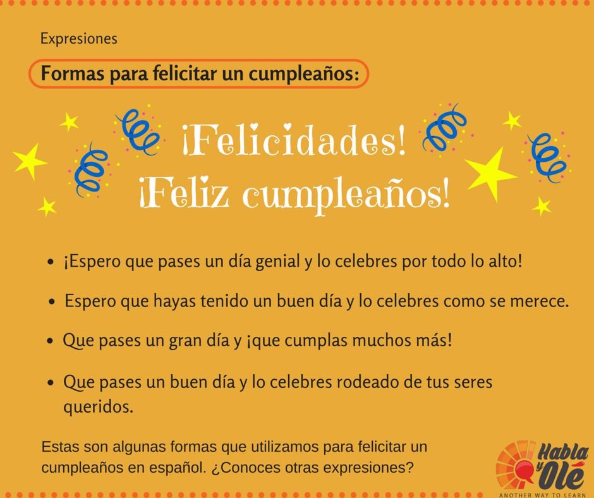 Expresiones
Formas para felicitar un cumpleaños:
¡Felicidades!
¡Feliz cumpleaños!
• ¡Espero que pases un día genial y lo celebres por todo lo alto!
• Espero que hayas tenido un buen día y lo celebres como se merece.
• Que pases un gran día y ¡que cumplas muchos más!
• Que pases un buen día y lo celebres rodeado de tus seres
queridos.
Estas son algunas formas que utilizamos para felicitar un
cumpleaños en español. ¿Conoces otras expresiones?
Habla
y Olé
ANOTHER WAY TO LEARN